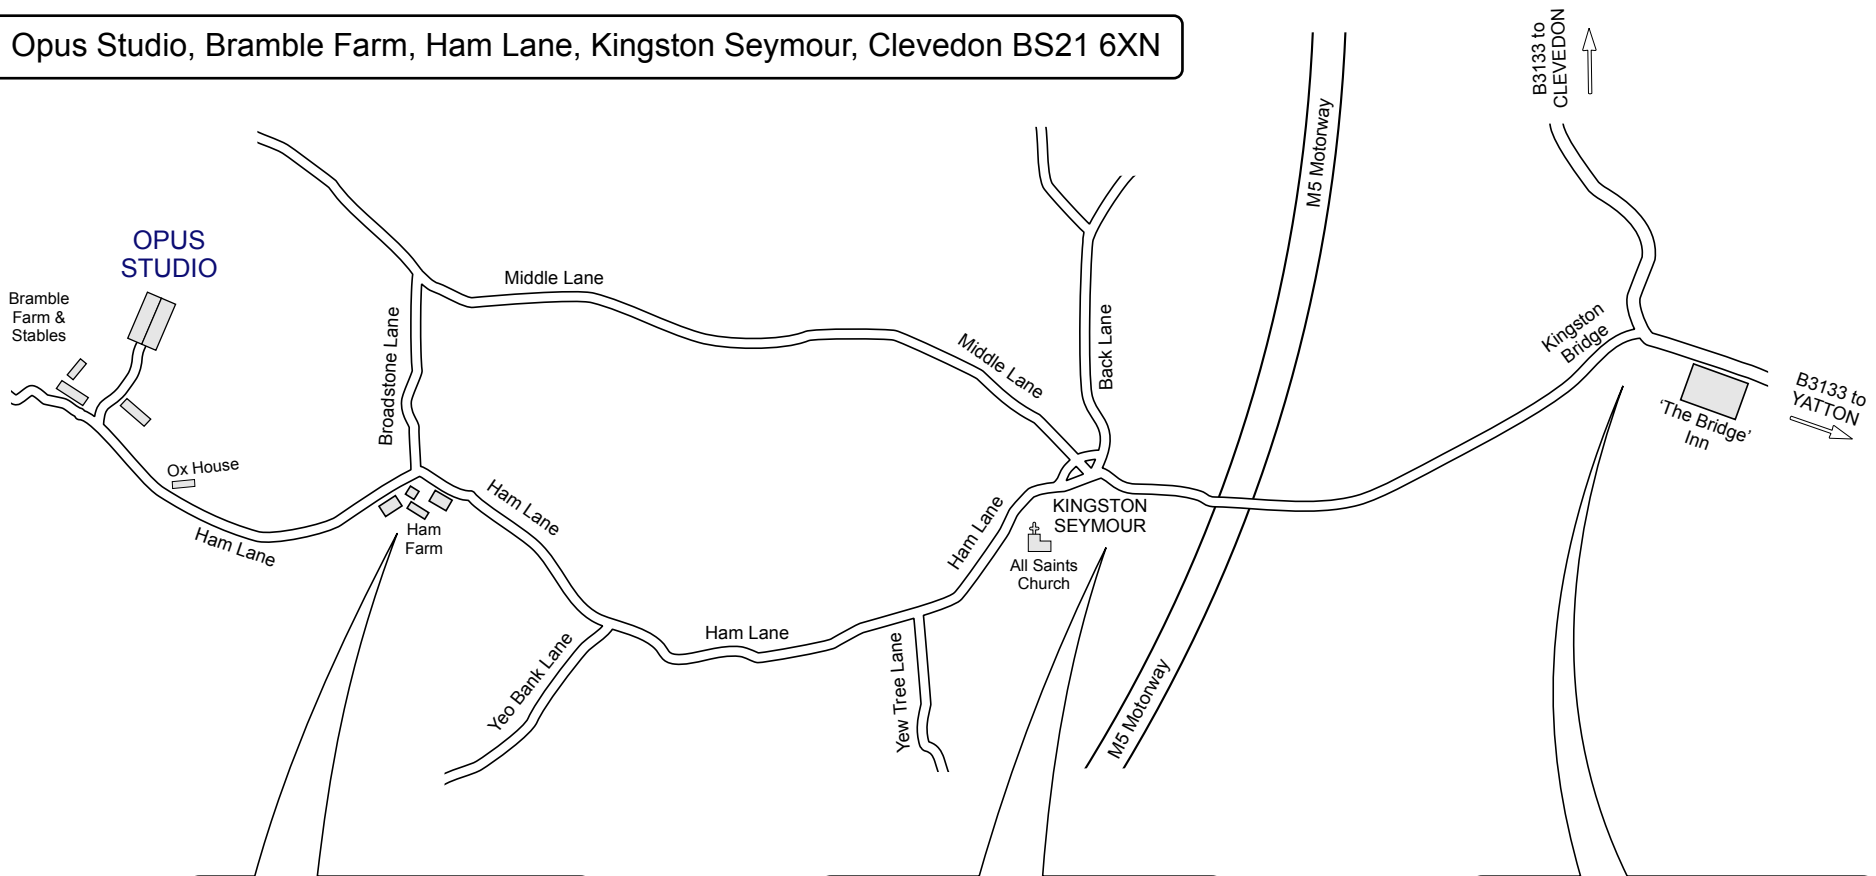 Opus Studio, Bramble Farm, Ham Lane, Kingston Seymour, Clevedon BS21 6XN
B3133 to
CLEVEDON
M5 Motorway
OPUS
STUDIO
Bramble
Farm &
Stables
Middle Lane
Broadstone Lane
Middle Lane
Back Lane
Kingston
Bridge
B3133 to
YATTON
'The Bridge'
Inn
Ox House
Ham Lane
Ham Lane
Ham
Farm
Ham Lane
KINGSTON
SEYMOUR
All Saints
Church
Ham Lane
Yeo Bank Lane
Yew Tree Lane
M5 Motorway